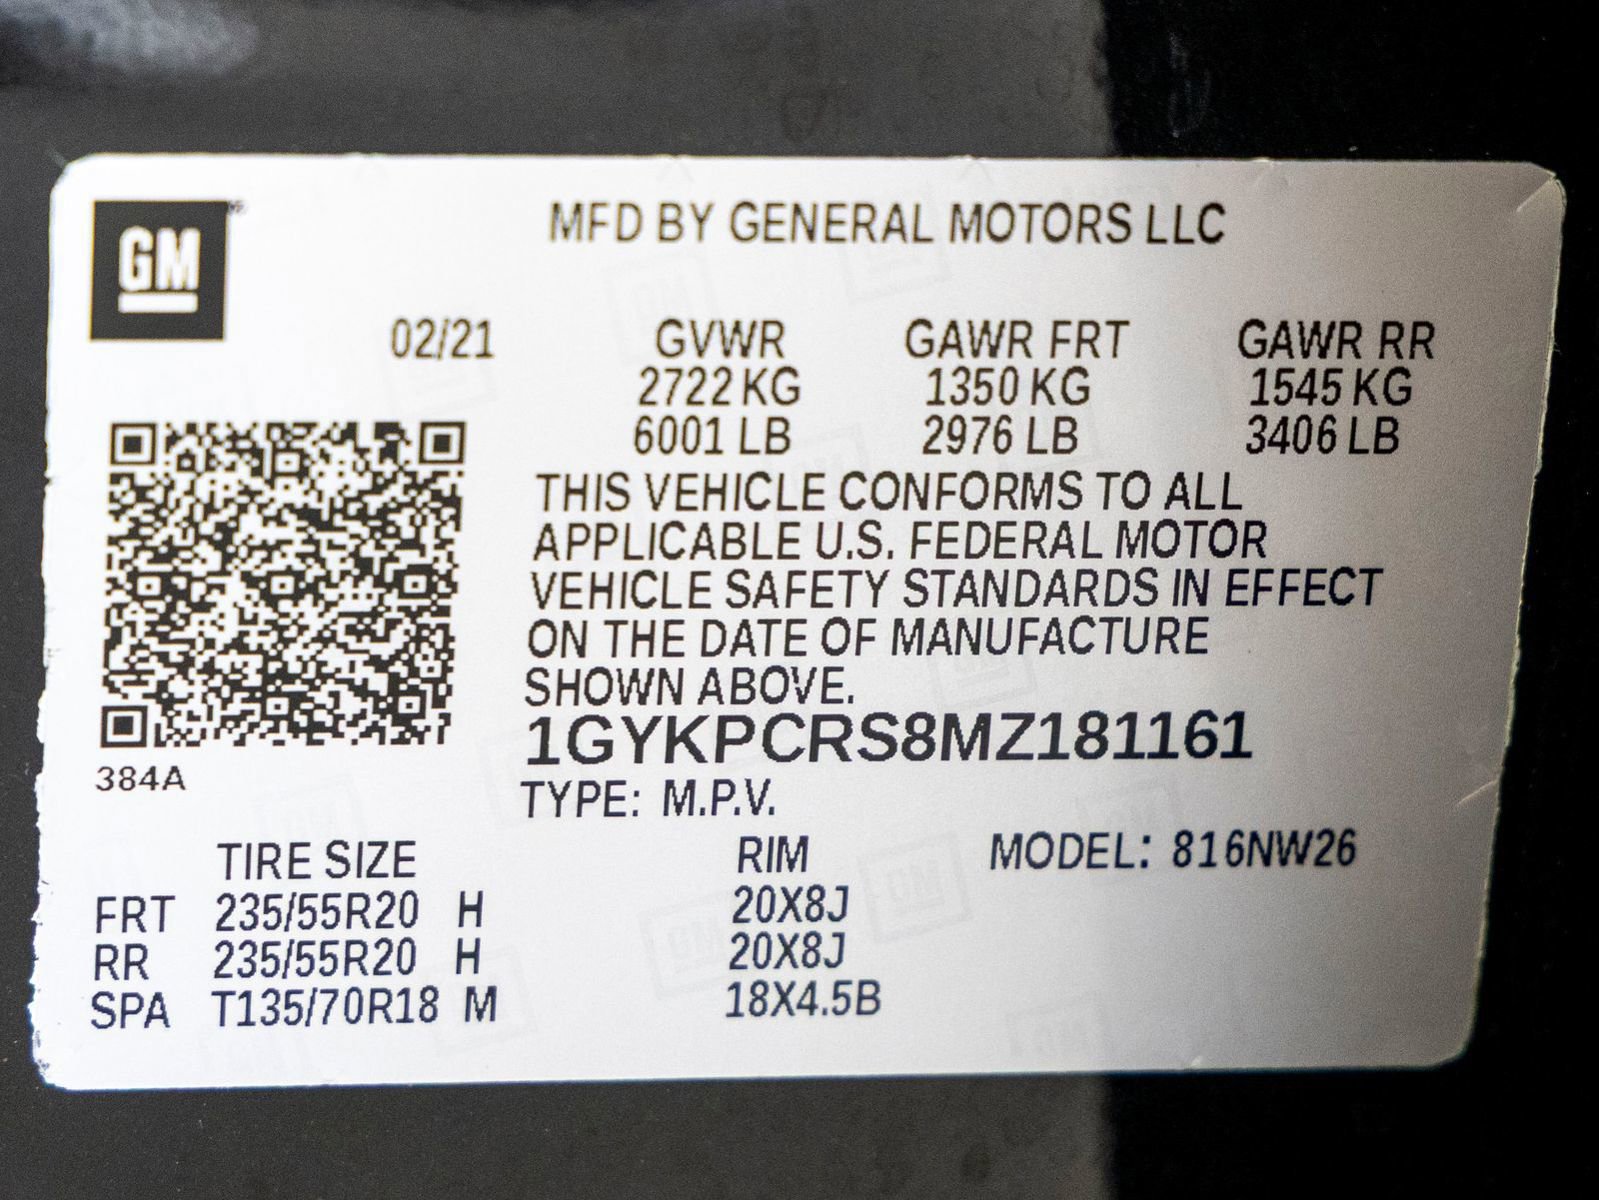 GM
MFD BY GENERAL MOTORS LLC
02/21 GVWR GAWR FRT GAWR RR
2722 KG 1350 KG 1545 KG
6001 LB 2976 LB 3406 LB
THIS VEHICLE CONFORMS TO ALL
APPLICABLE U.S. FEDERAL MOTOR
VEHICLE SAFETY STANDARDS IN EFFECT
ON THE DATE OF MANUFACTURE
SHOWN ABOVE.
1GYKPCRS8MZ181161
384A
TYPE: M.P.V.
TIRE SIZE RIM MODEL: 816NW26
FRT 235/55R20 H 20X8J
RR 235/55R20 H 20X8J
SPA T135/70R18 M 18X4.5B